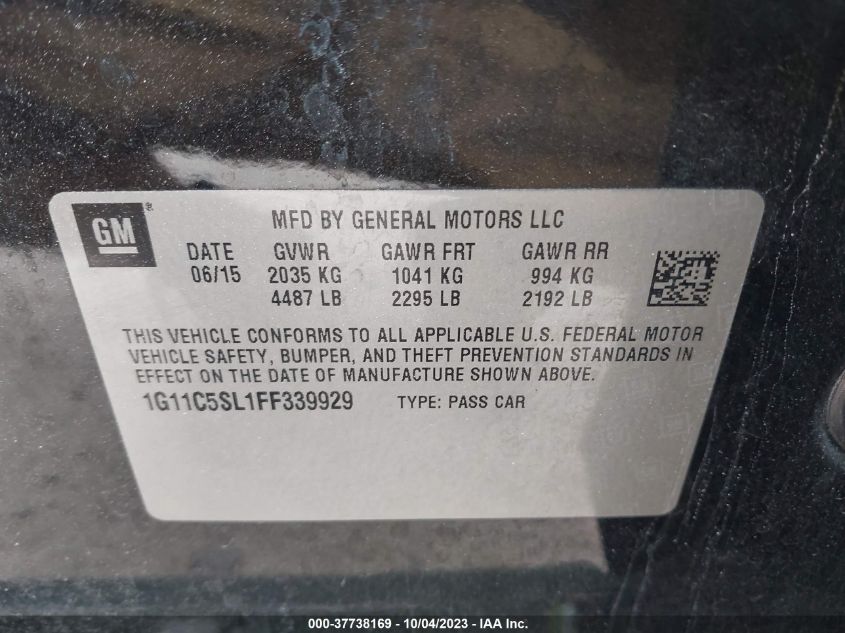 GM®
MFD BY GENERAL MOTORS LLC
DATE GVWR GAWR FRT GAWR RR
06/15 2035 KG 1041 KG 994 KG
4487 LB 2295 LB 2192 LB
THIS VEHICLE CONFORMS TO ALL APPLICABLE U.S. FEDERAL MOTOR
VEHICLE SAFETY, BUMPER, AND THEFT PREVENTION STANDARDS IN
EFFECT ON THE DATE OF MANUFACTURE SHOWN ABOVE.
1G11C5SL1FF339929 TYPE: PASS CAR
000-37738169 - 10/04/2023 - IAA Inc.